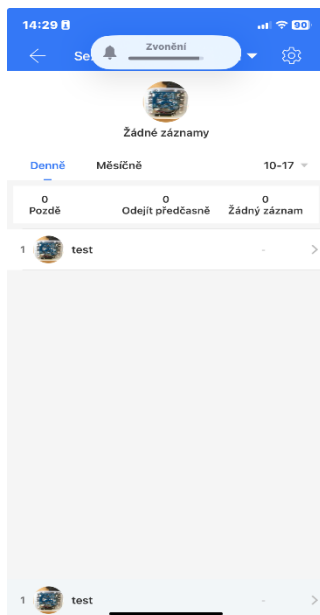 14:29
90
Zvonění
Žádné záznamy
Denně Měsíčně 10-17
0 0 0
Pozdě Odejít předčasně Žádný záznam
1 test -
1 test -